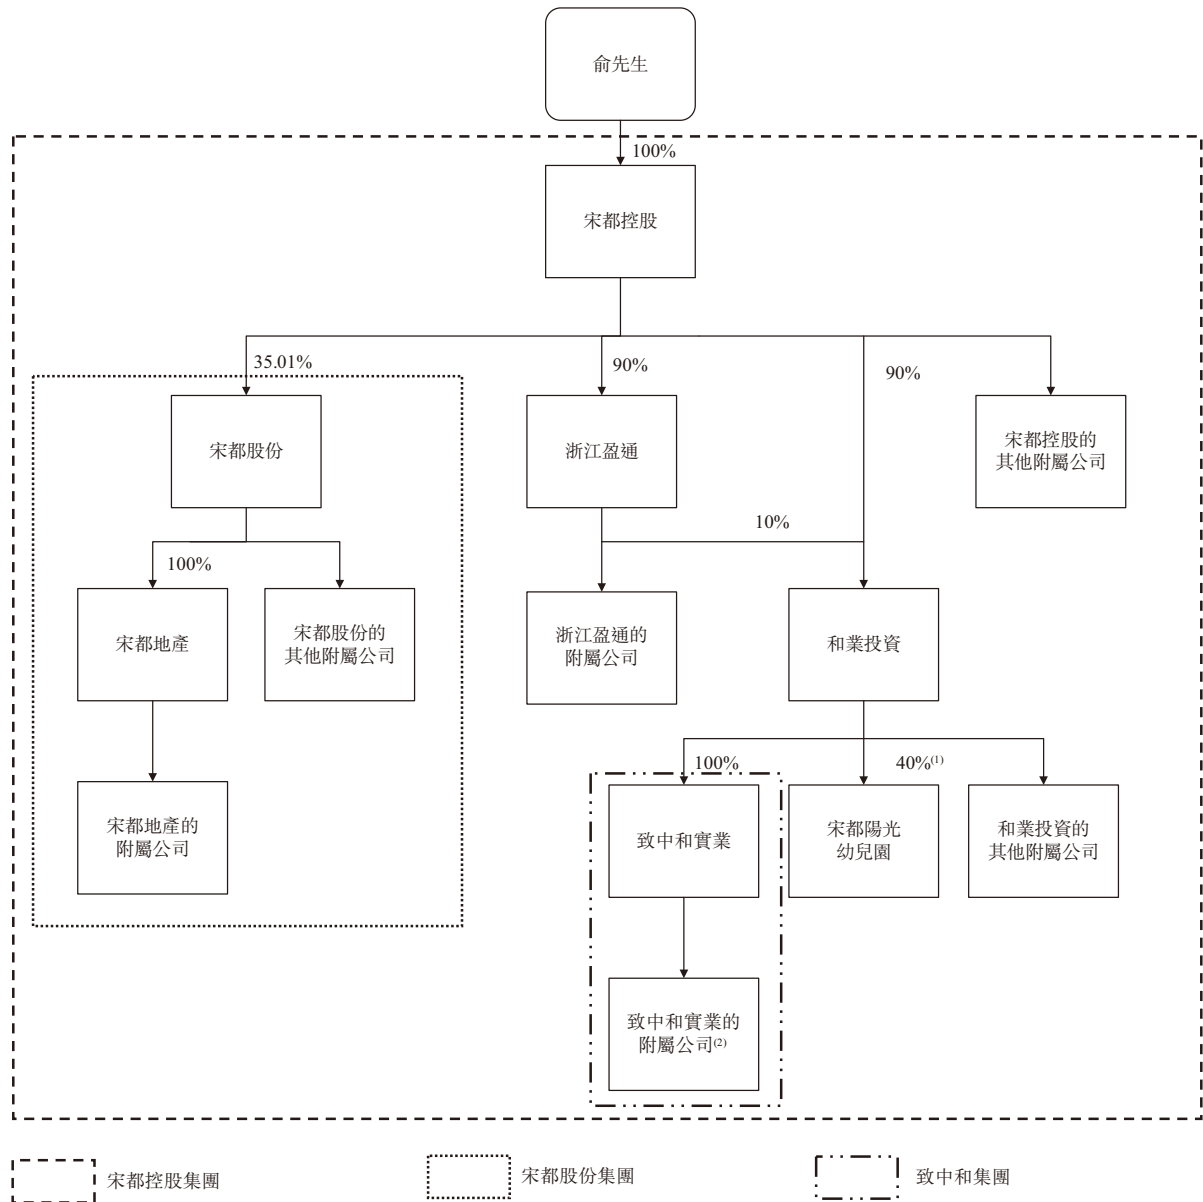 俞先生
100%
宋都控股
35.01%
90%
90%
宋都股份
浙江盈通
宋都控股的
其他附屬公司
10%
100%
宋都地產
宋都股份的
其他附屬公司
浙江盈通的
附屬公司
和業投資
100%
40%(1)
宋都地產的
附屬公司
致中和實業
宋都陽光
幼兒園
和業投資的
其他附屬公司
致中和實業的
附屬公司(2)
宋都控股集團
宋都股份集團
致中和集團